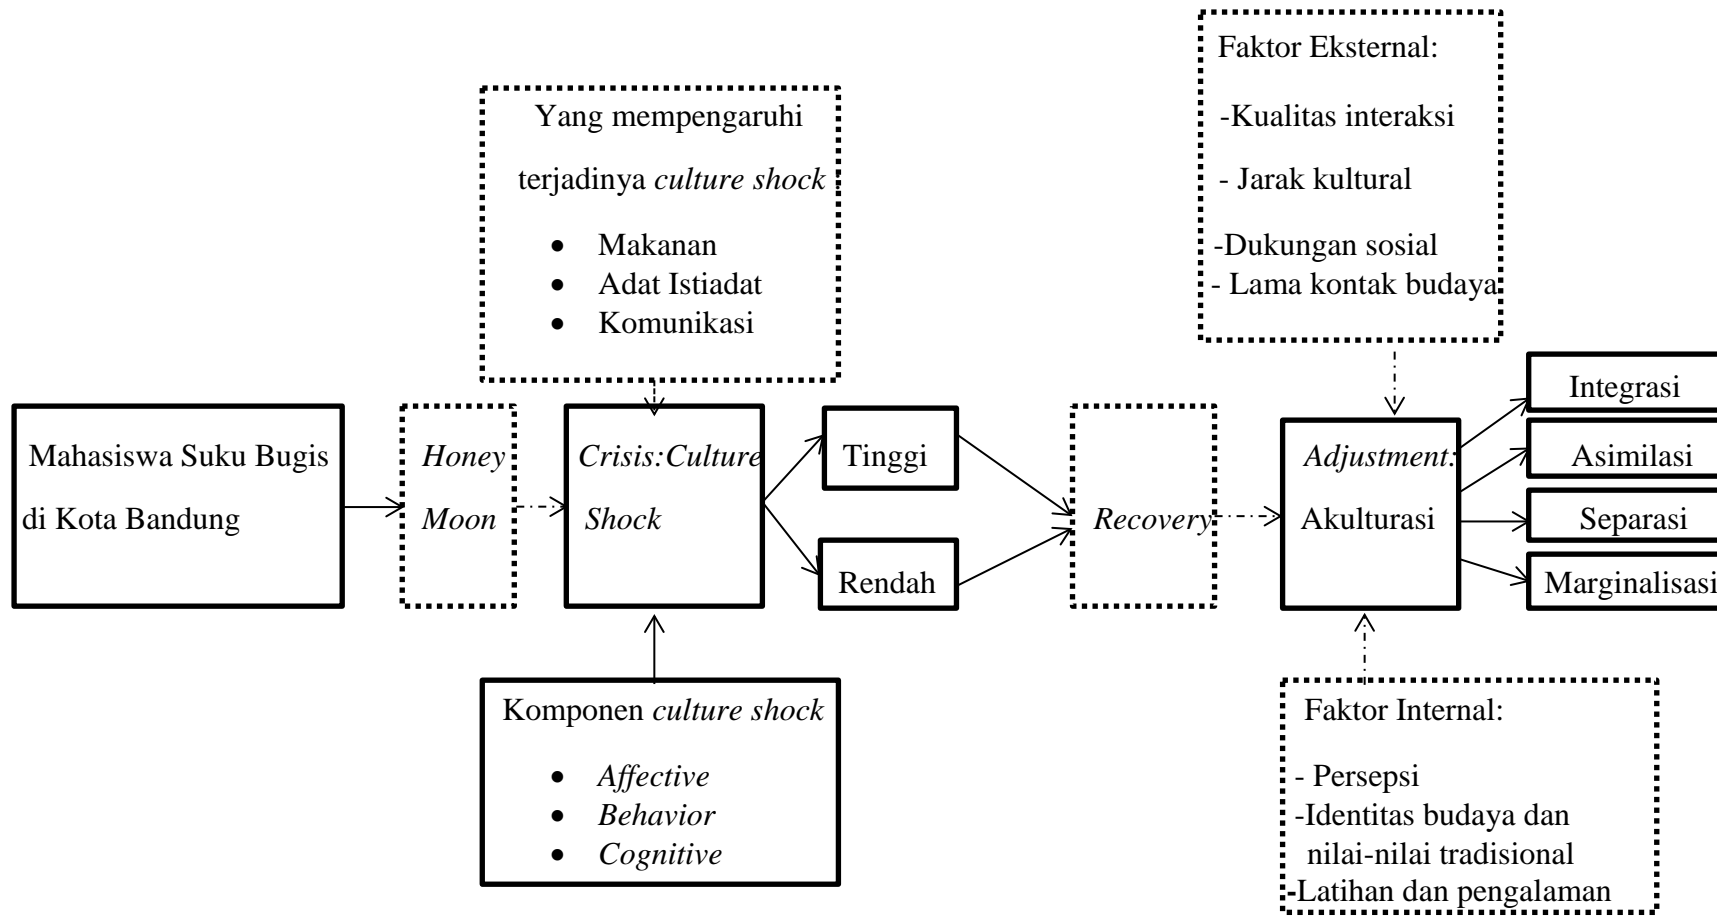 Faktor Eksternal:
-Kualitas interaksi
- Jarak kultural
-Dukungan sosial
- Lama kontak budaya
Yang mempengaruhi
terjadinya culture shock :
• Makanan
• Adat Istiadat
• Komunikasi
Mahasiswa Suku Bugis
di Kota Bandung
Honey
Moon
Crisis:Culture
Shock
Tinggi
Rendah
Recovery
Adjustment:
Akulturasi
Integrasi
Asimilasi
Separasi
Marginalisasi
Komponen culture shock
• Affective
• Behavior
• Cognitive
Faktor Internal:
- Persepsi
-Identitas budaya dan
nilai-nilai tradisional
-Latihan dan pengalaman